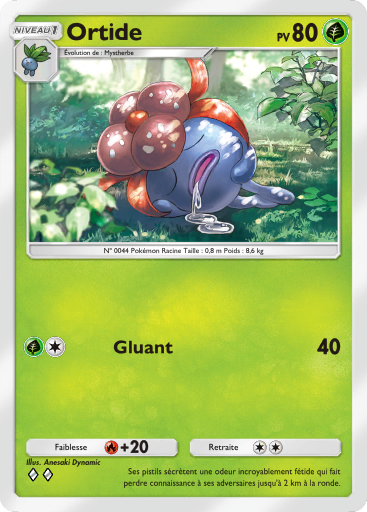 NIVEAU 1
Ortide
PV 80
Évolution de : Mystherbe
N° 0044 Pokémon Racine Taille : 0,8 m Poids : 8,6 kg
Gluant 40
Faiblesse +20 Retraite
Illus. Anesaki Dynamic
Ses pistils sécrètent une odeur incroyablement fétide qui fait
perdre connaissance à ses adversaires jusqu'à 2 km à la ronde.